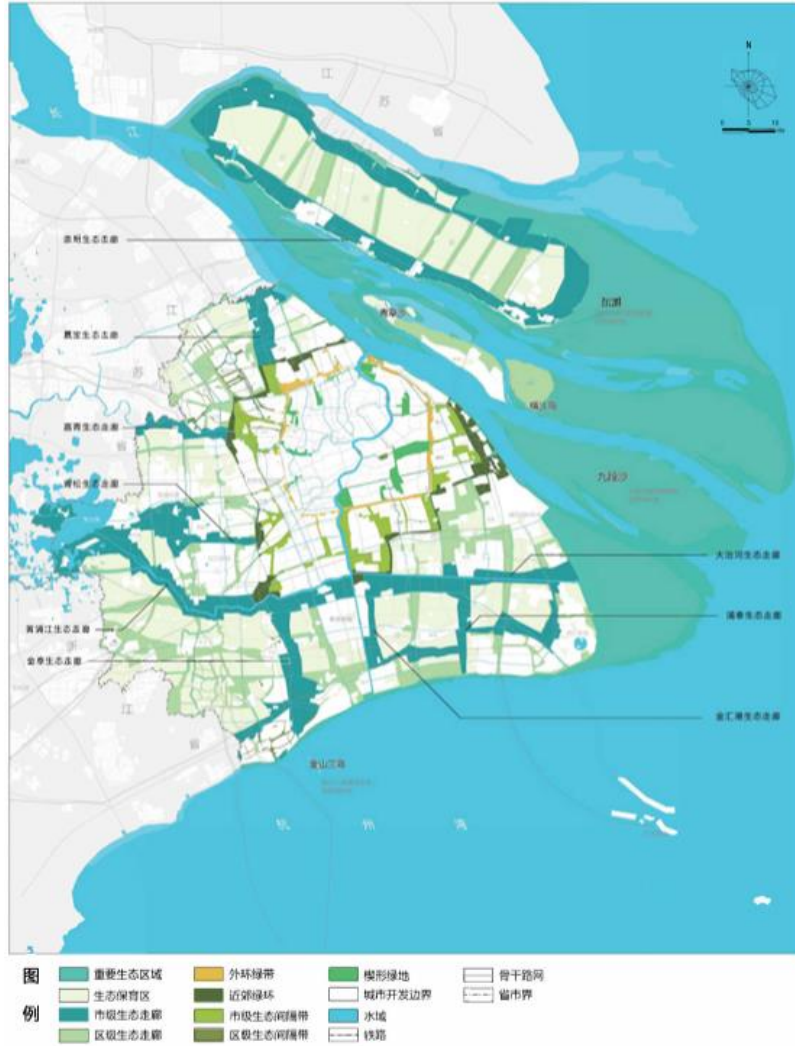 N
0 5 10
江
苏
省
长
江
崇明生态走廊
东滩
青草沙
江
嘉宝生态走廊
苏
横沙岛
嘉青生态走廊
省
九段沙
青松生态走廊
大治河生态走廊
浦奉生态走廊
黄浦江生态走廊
金奉生态走廊
浙
江
省
金汇港生态走廊
金山三岛
杭 州 湾
图例
重要生态区域
外环绿带
楔形绿地
骨干路网
生态保育区
近郊绿环
城市开发边界
省市界
市级生态走廊
市级生态间隔带
水域
区级生态走廊
区级生态间隔带
铁路